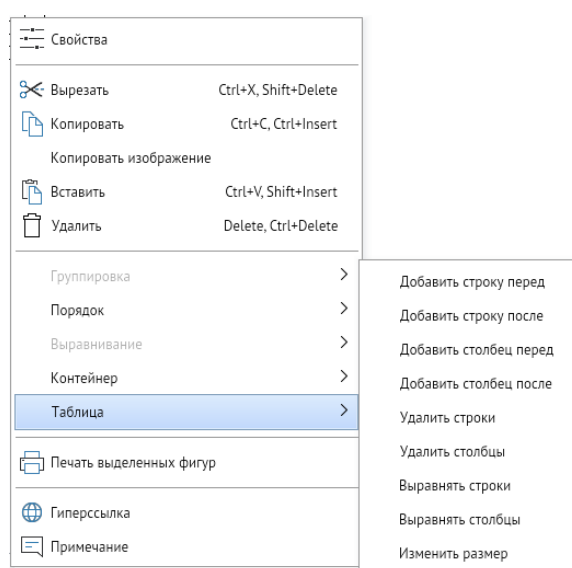 Свойства
Вырезать Ctrl+X, Shift+Delete
Копировать Ctrl+C, Ctrl+Insert
Копировать изображение
Вставить Ctrl+V, Shift+Insert
Удалить Delete, Ctrl+Delete
Группировка
Порядок
Выравнивание
Контейнер
Таблица
Печать выделенных фигур
Гиперссылка
Примечание
Добавить строку перед
Добавить строку после
Добавить столбец перед
Добавить столбец после
Удалить строки
Удалить столбцы
Выравнять строки
Выравнять столбцы
Изменить размер